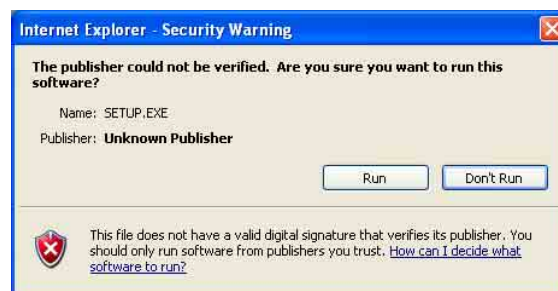 Internet Explorer - Security Warning
The publisher could not be verified. Are you sure you want to run this
software?
Name: SETUP.EXE
Publisher: Unknown Publisher
Run
Don't Run
This file does not have a valid digital signature that verifies its publisher. You
should only run software from publishers you trust. How can I decide what
software to run?